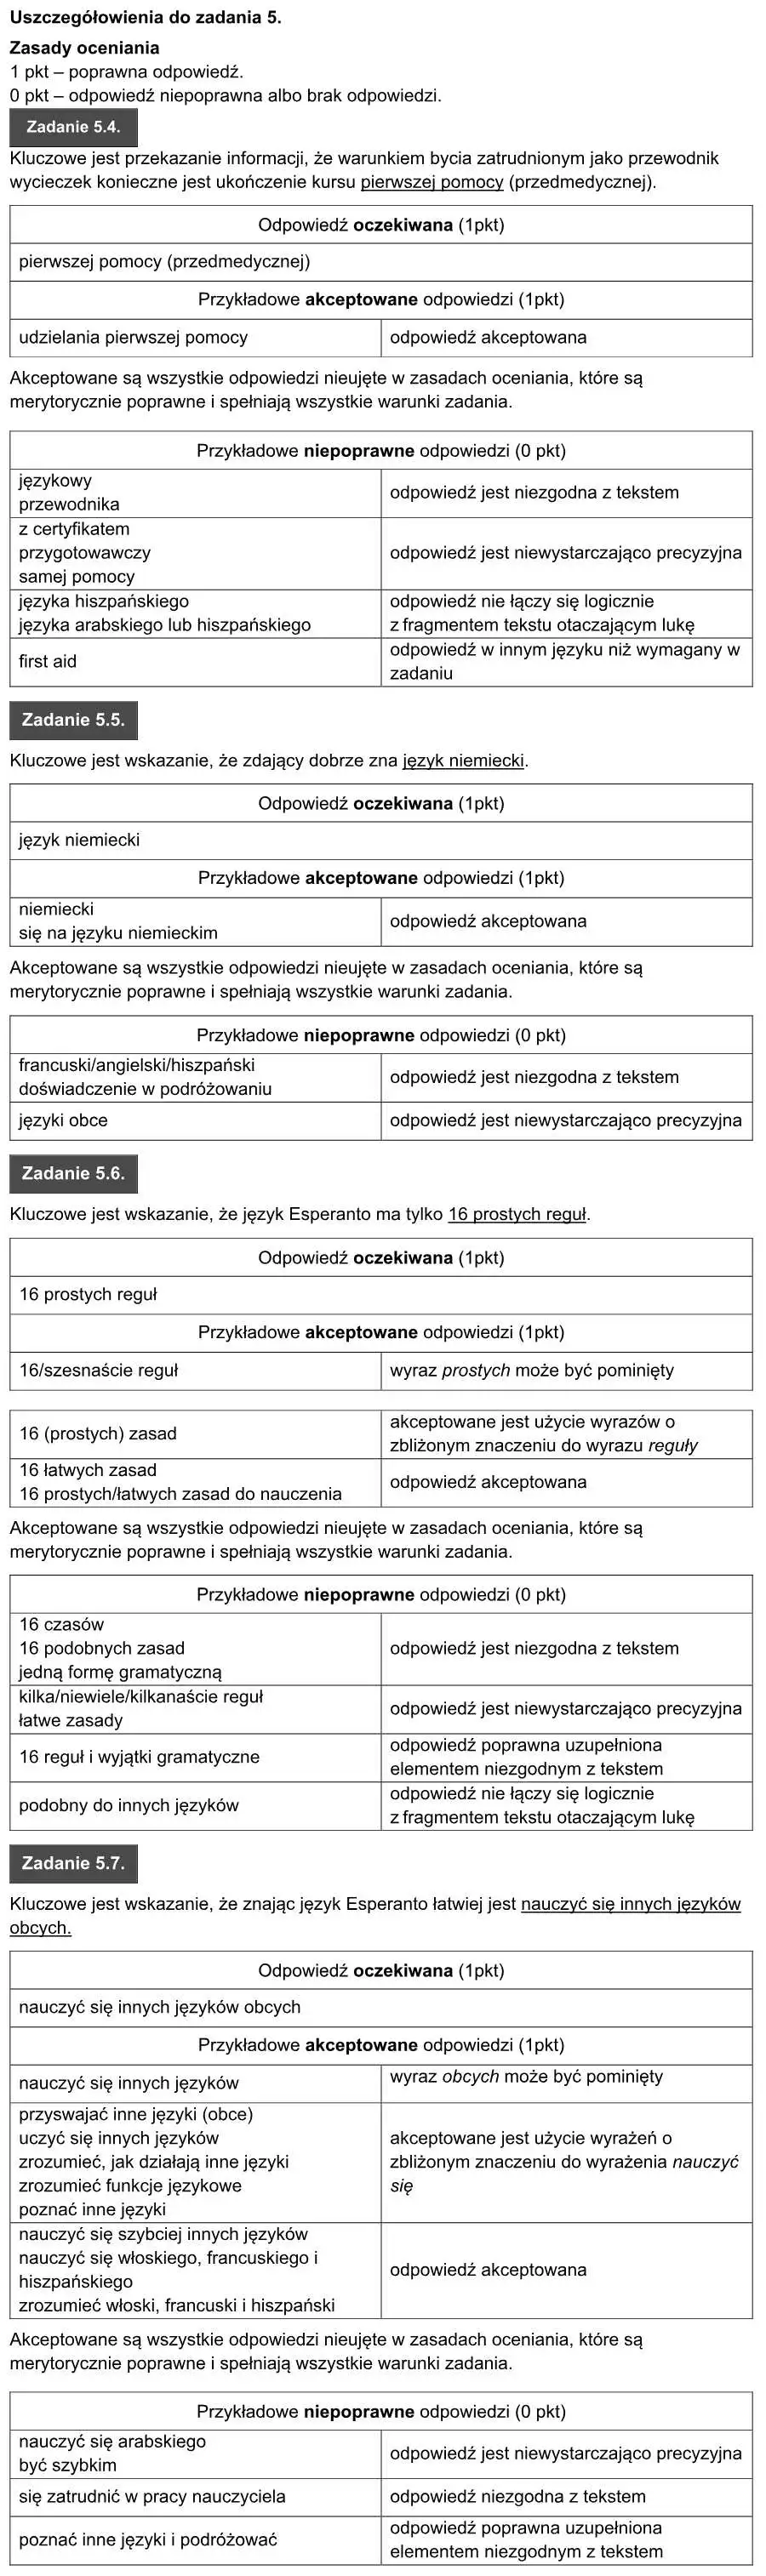 Uszczegółowienia do zadania 5.
Zasady oceniania
1 pkt – poprawna odpowiedź.
0 pkt – odpowiedź niepoprawna albo brak odpowiedzi.
Zadanie 5.4.
Kluczowe jest przekazanie informacji, że warunkiem bycia zatrudnionym jako przewodnik
wycieczek konieczne jest ukończenie kursu pierwszej pomocy (przedmedycznej).
Odpowiedź oczekiwana (1pkt)
pierwszej pomocy (przedmedycznej)
Przykładowe akceptowane odpowiedzi (1pkt)
udzielania pierwszej pomocy
odpowiedź akceptowana
Akceptowane są wszystkie odpowiedzi nieujęte w zasadach oceniania, które są
merytorycznie poprawne i spełniają wszystkie warunki zadania.
Przykładowe niepoprawne odpowiedzi (0 pkt)
językowy
przewodnika
odpowiedź jest niezgodna z tekstem
z certyfikatem
przygotowawczy
samej pomocy
odpowiedź jest niewystarczająco precyzyjna
języka hiszpańskiego
języka arabskiego lub hiszpańskiego
odpowiedź nie łączy się logicznie
z fragmentem tekstu otaczającym lukę
first aid
odpowiedź w innym języku niż wymagany w
zadaniu
Zadanie 5.5.
Kluczowe jest wskazanie, że zdający dobrze zna język niemiecki.
Odpowiedź oczekiwana (1pkt)
język niemiecki
Przykładowe akceptowane odpowiedzi (1pkt)
niemiecki
się na języku niemieckim
odpowiedź akceptowana
Akceptowane są wszystkie odpowiedzi nieujęte w zasadach oceniania, które są
merytorycznie poprawne i spełniają wszystkie warunki zadania.
Przykładowe niepoprawne odpowiedzi (0 pkt)
francuski/angielski/hiszpański
doświadczenie w podróżowaniu
odpowiedź jest niezgodna z tekstem
języki obce
odpowiedź jest niewystarczająco precyzyjna
Zadanie 5.6.
Kluczowe jest wskazanie, że język Esperanto ma tylko 16 prostych reguł.
Odpowiedź oczekiwana (1pkt)
16 prostych reguł
Przykładowe akceptowane odpowiedzi (1pkt)
16/szesnaście reguł
wyraz prostych może być pominięty
16 (prostych) zasad
akceptowane jest użycie wyrazów o
zbliżonym znaczeniu do wyrazu reguły
16 łatwych zasad
16 prostych/łatwych zasad do nauczenia
odpowiedź akceptowana
Akceptowane są wszystkie odpowiedzi nieujęte w zasadach oceniania, które są
merytorycznie poprawne i spełniają wszystkie warunki zadania.
Przykładowe niepoprawne odpowiedzi (0 pkt)
16 czasów
16 podobnych zasad
jedną formę gramatyczną
odpowiedź jest niezgodna z tekstem
kilka/niewiele/kilkanaście reguł
łatwe zasady
odpowiedź jest niewystarczająco precyzyjna
16 reguł i wyjątki gramatyczne
odpowiedź poprawna uzupełniona
elementem niezgodnym z tekstem
podobny do innych języków
odpowiedź nie łączy się logicznie
z fragmentem tekstu otaczającym lukę
Zadanie 5.7.
Kluczowe jest wskazanie, że znając język Esperanto łatwiej jest nauczyć się innych języków
obcych.
Odpowiedź oczekiwana (1pkt)
nauczyć się innych języków obcych
Przykładowe akceptowane odpowiedzi (1pkt)
nauczyć się innych języków
wyraz obcych może być pominięty
przyswajać inne języki (obce)
uczyć się innych języków
zrozumieć, jak działają inne języki
zrozumieć funkcje językowe
poznać inne języki
akceptowane jest użycie wyrażeń o
zbliżonym znaczeniu do wyrażenia nauczyć
się
nauczyć się szybciej innych języków
nauczyć się włoskiego, francuskiego i
hiszpańskiego
zrozumieć włoski, francuski i hiszpański
odpowiedź akceptowana
Akceptowane są wszystkie odpowiedzi nieujęte w zasadach oceniania, które są
merytorycznie poprawne i spełniają wszystkie warunki zadania.
Przykładowe niepoprawne odpowiedzi (0 pkt)
nauczyć się arabskiego
być szybkim
odpowiedź jest niewystarczająco precyzyjna
się zatrudnić w pracy nauczyciela
odpowiedź niezgodna z tekstem
poznać inne języki i podróżować
odpowiedź poprawna uzupełniona
elementem niezgodnym z tekstem